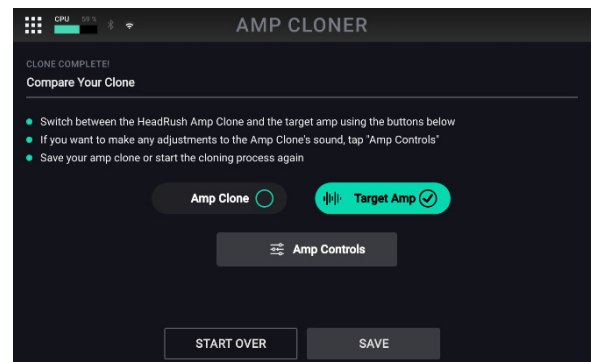 CPU 59 %
AMP CLONER
CLONE COMPLETE!
Compare Your Clone
Switch between the HeadRush Amp Clone and the target amp using the buttons below
If you want to make any adjustments to the Amp Clone's sound, tap "Amp Controls"
Save your amp clone or start the cloning process again
Amp Clone
Target Amp
Amp Controls
START OVER
SAVE